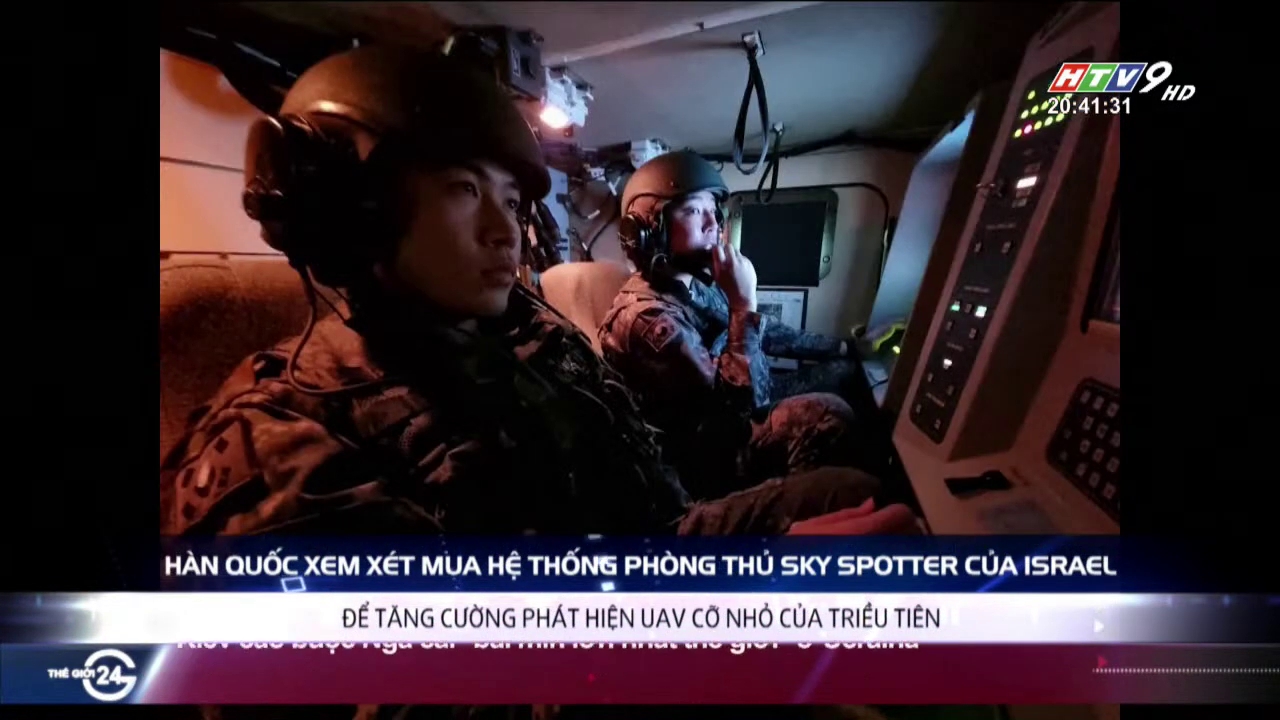 HTV9 HD
20:41:31
HÀN QUỐC XEM XÉT MUA HỆ THỐNG PHÒNG THỦ SKY SPOTTER CỦA ISRAEL
ĐỂ TĂNG CƯỜNG PHÁT HIỆN UAV CỠ NHỎ CỦA TRIỀU TIÊN
THẾ GIỚI 24G